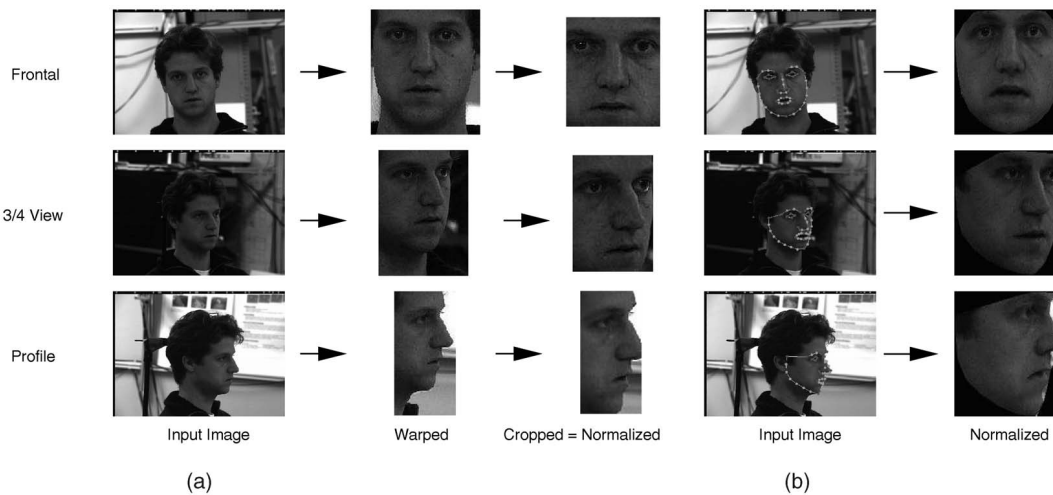 Frontal
3/4 View
Profile
Input Image
Warped
Cropped = Normalized
Input Image
Normalized
(a)
(b)